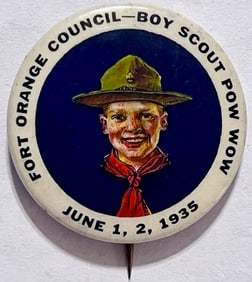 FORT ORANGE COUNCIL—BOY SCOUT POW WOW
JUNE 1, 2, 1935